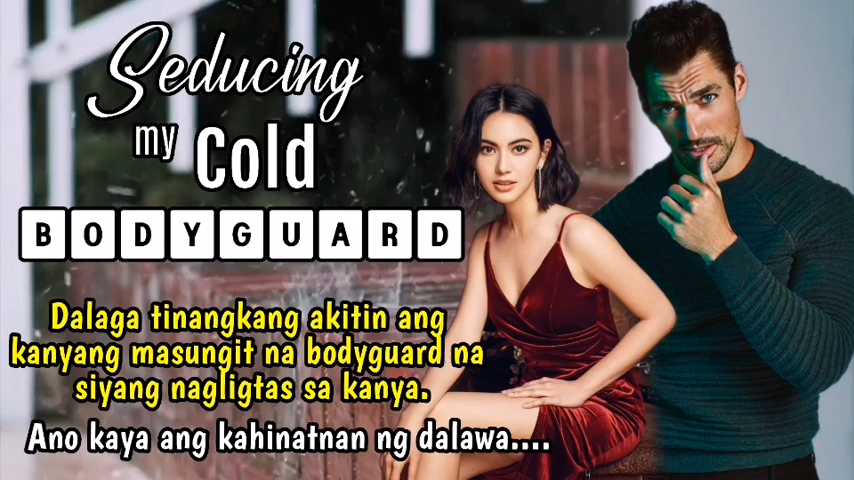 Seducing
my Cold
BODYGUARD
Dalaga tinangkang akitin ang
kanyang masungit na bodyguard na
siyang nagligtas sa kanya.
Ano kaya ang kahinatnan ng dalawa....